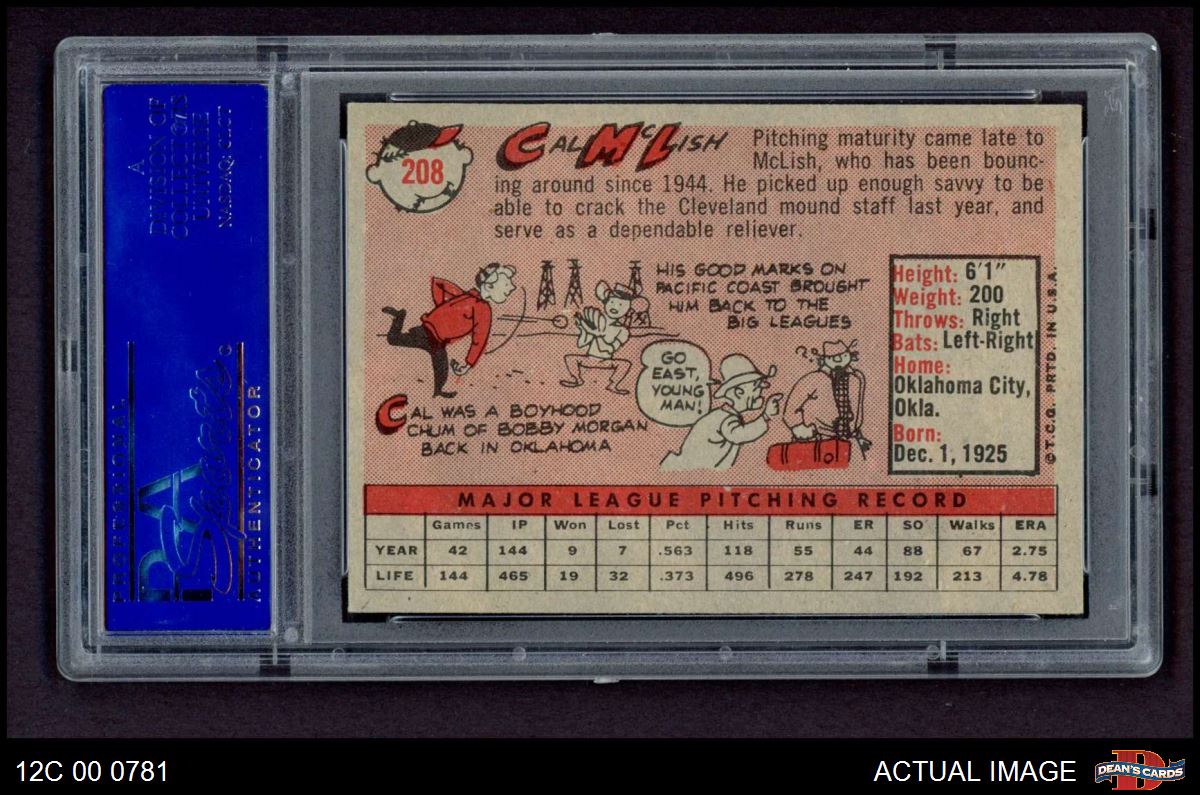 A
DIVISION OF
COLLECTORS
UNIVERSE
NASDAQ: CLCT
PROFESSIONAL
PSA
Sports
AUTHENTICATOR
208
CAL McLISH
Pitching maturity came late to
McLish, who has been bounc-
ing around since 1944. He picked up enough savvy to be
able to crack the Cleveland mound staff last year, and
serve as a dependable reliever.
HIS GOOD MARKS ON
PACIFIC COAST BROUGHT
HIM BACK TO THE
BIG LEAGUES
GO
EAST,
YOUNG
MAN!
??
CAL WAS A BOYHOOD
CHUM OF BOBBY MORGAN
BACK IN OKLAHOMA
Height: 6'1"
Weight: 200
Throws: Right
Bats: Left-Right
Home:
Oklahoma City,
Okla.
Born:
Dec. 1, 1925
© T.C.G. PRTD. IN U.S.A.
MAJOR LEAGUE PITCHING RECORD
Games IP Won Lost Pct Hits Runs ER SO Walks ERA
YEAR 42 144 9 7 .563 118 55 44 88 67 2.75
LIFE 144 465 19 32 .373 496 278 247 192 213 4.78
12C 00 0781
ACTUAL IMAGE
D
DEAN'S CARDS